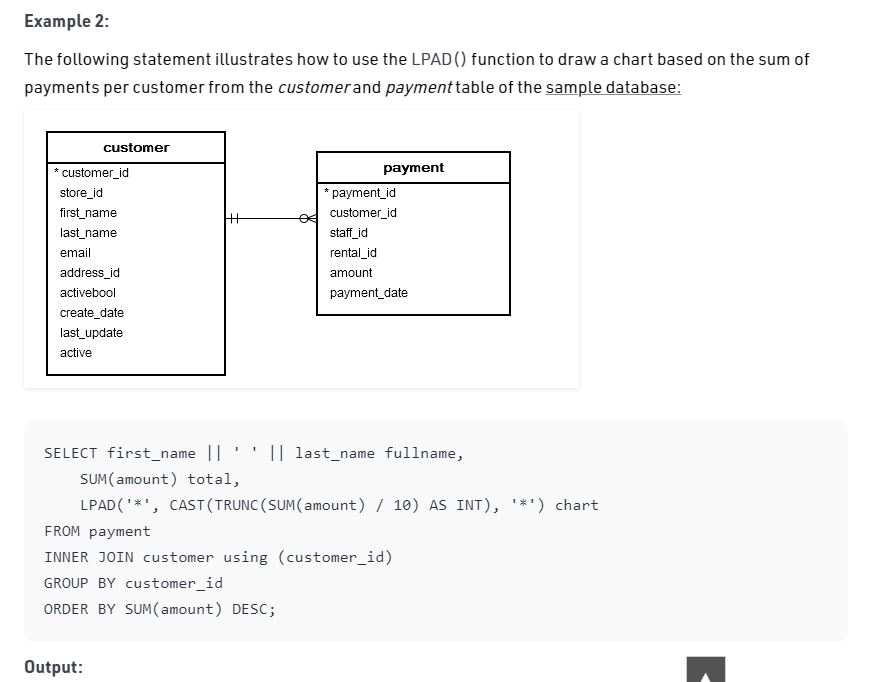 Example 2:
The following statement illustrates how to use the LPAD() function to draw a chart based on the sum of
payments per customer from the customer and payment table of the sample database:
customer
* customer_id
store_id
first_name
last_name
email
address_id
activebool
create_date
last_update
active
payment
* payment_id
customer_id
staff_id
rental_id
amount
payment_date
SELECT first_name || ' ' || last_name fullname,
    SUM(amount) total,
    LPAD('*', CAST(TRUNC(SUM(amount) / 10) AS INT), '*') chart
FROM payment
INNER JOIN customer using (customer_id)
GROUP BY customer_id
ORDER BY SUM(amount) DESC;
Output: